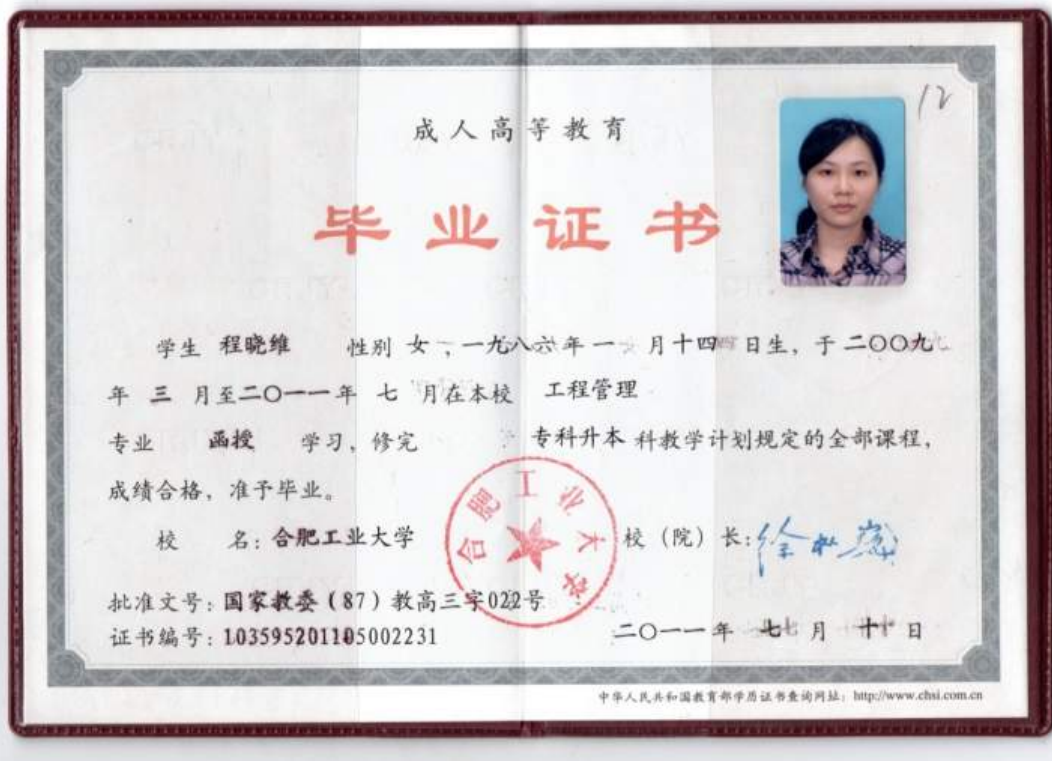 12
成人高等教育
毕业证书
学生 程晓维 性别 女,一九八六年 一 月十四日生,于二〇〇九
年 三 月至二〇一一年 七 月在本校 工程管理
专业 函授 学习,修完 专科升本 科教学计划规定的全部课程,
成绩合格,准予毕业。
校 名:合肥工业大学 校(院)长:
合肥工业大学
批准文号:国家教委(87)教高三字022号
证书编号:103595201105002231 二〇一一年 七 月 十 日
中华人民共和国教育部学历证书查询网址:http://www.chsi.com.cn